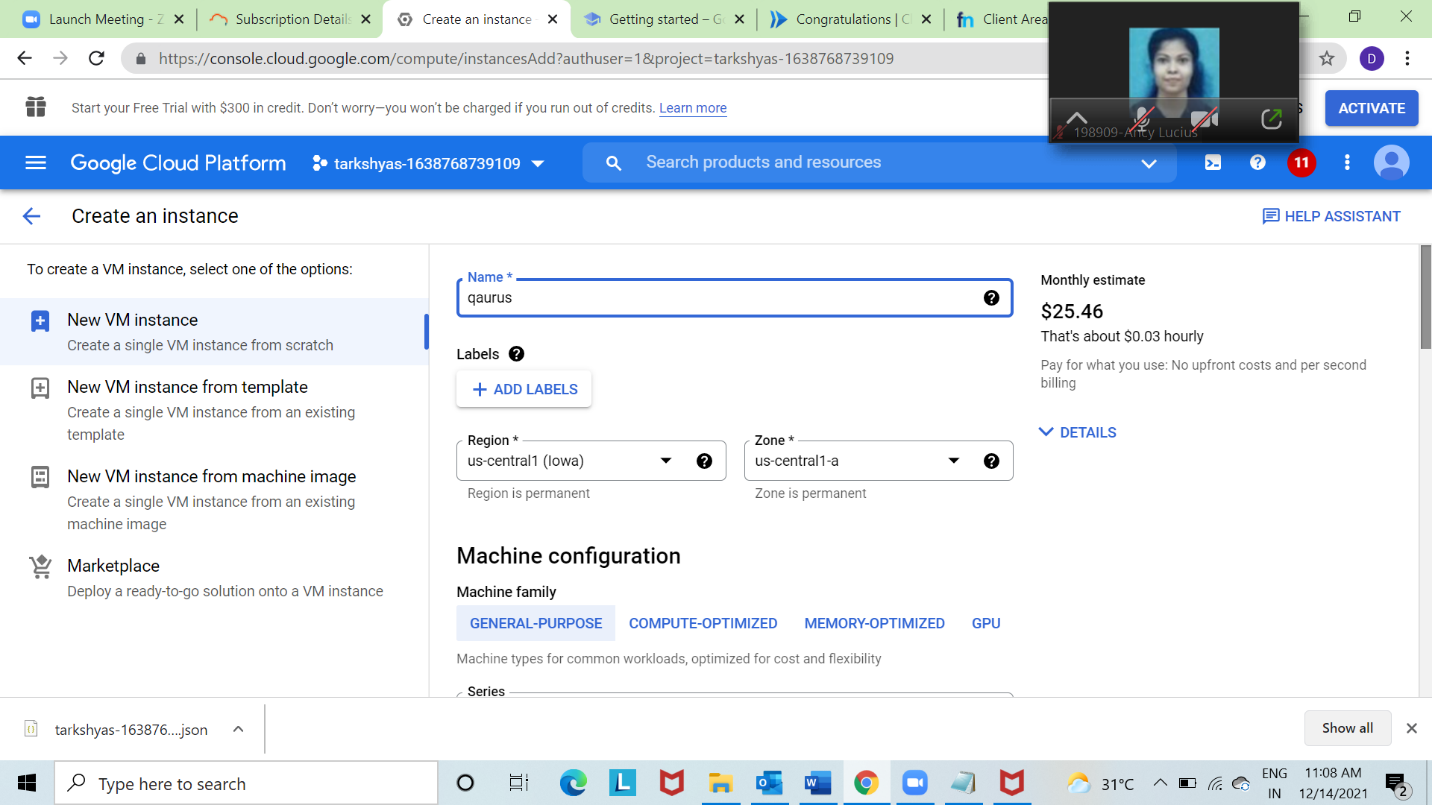 Launch Meeting - Z
Subscription Details
Create an instance -
Getting started – G
Congratulations | C
Client Area
https://console.cloud.google.com/compute/instancesAdd?authuser=1&project=tarkshyas-1638768739109
D
Start your Free Trial with $300 in credit. Don't worry—you won't be charged if you run out of credits. Learn more
S
ACTIVATE
198909-Ancy Lucius
Google Cloud Platform
tarkshyas-1638768739109
Search products and resources
11
Create an instance
HELP ASSISTANT
To create a VM instance, select one of the options:
New VM instance
Create a single VM instance from scratch
New VM instance from template
Create a single VM instance from an existing
template
New VM instance from machine image
Create a single VM instance from an existing
machine image
Marketplace
Deploy a ready-to-go solution onto a VM instance
Name *
qaurus
Labels
ADD LABELS
Region *
us-central1 (Iowa)
Region is permanent
Zone *
us-central1-a
Zone is permanent
Machine configuration
Machine family
GENERAL-PURPOSE
COMPUTE-OPTIMIZED
MEMORY-OPTIMIZED
GPU
Machine types for common workloads, optimized for cost and flexibility
Series
Monthly estimate
$25.46
That's about $0.03 hourly
Pay for what you use: No upfront costs and per second
billing
DETAILS
tarkshyas-163876....json
Show all
Type here to search
31°C
ENG
IN
11:08 AM
12/14/2021
2